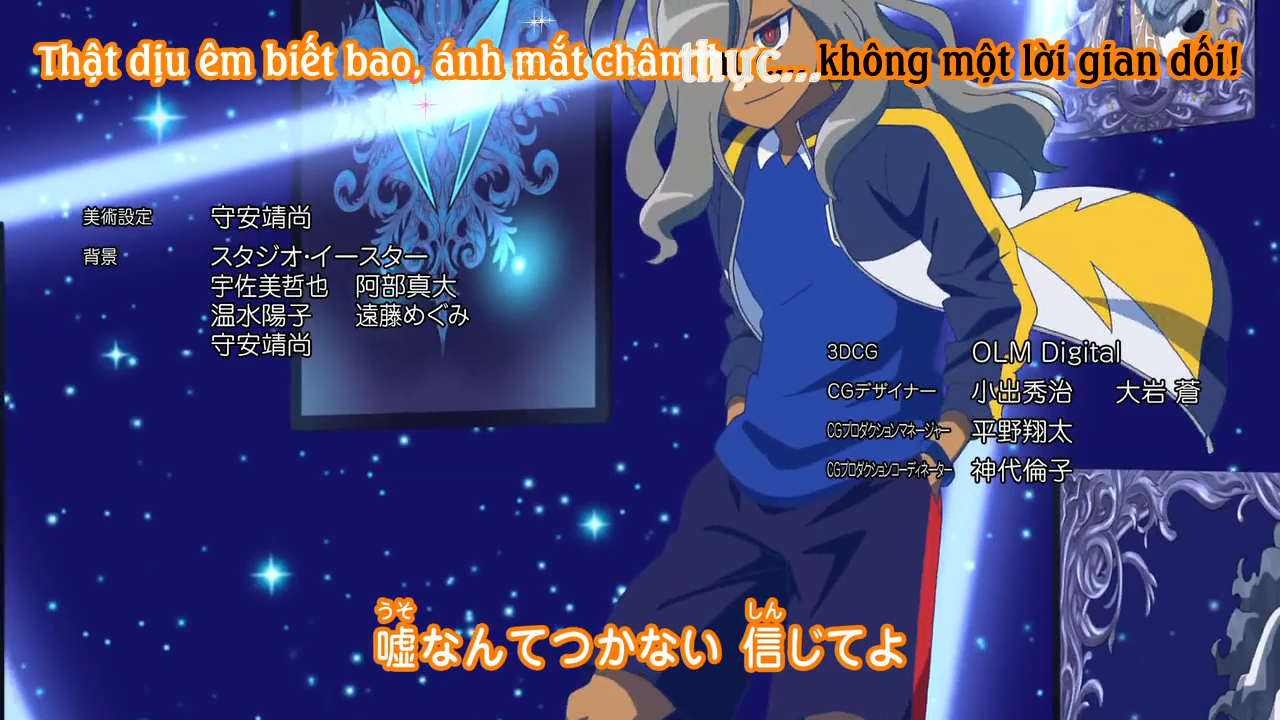 Thật dịu êm biết bao, ánh mắt chân thực... không một lời gian dối!
美術設定 守安靖尚
背景 スタジオ・イースター
宇佐美哲也 阿部真大
温水陽子 遠藤めぐみ
守安靖尚
3DCG OLM Digital
CGデザイナー 小出秀治 大岩 蒼
CGプロダクションマネージャー 平野翔太
CGプロダクションコーディネーター 神代倫子
うそ しん
嘘なんてつかない 信じてよ